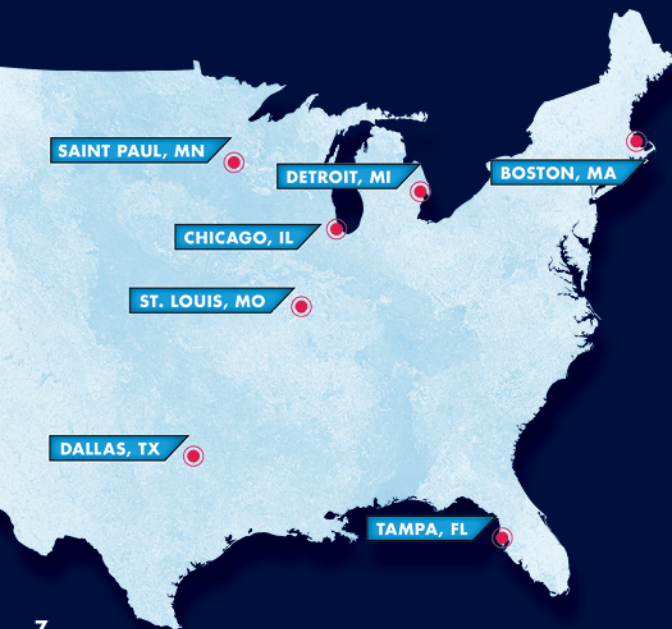 SAINT PAUL, MN
DETROIT, MI
BOSTON, MA
CHICAGO, IL
ST. LOUIS, MO
DALLAS, TX
TAMPA, FL